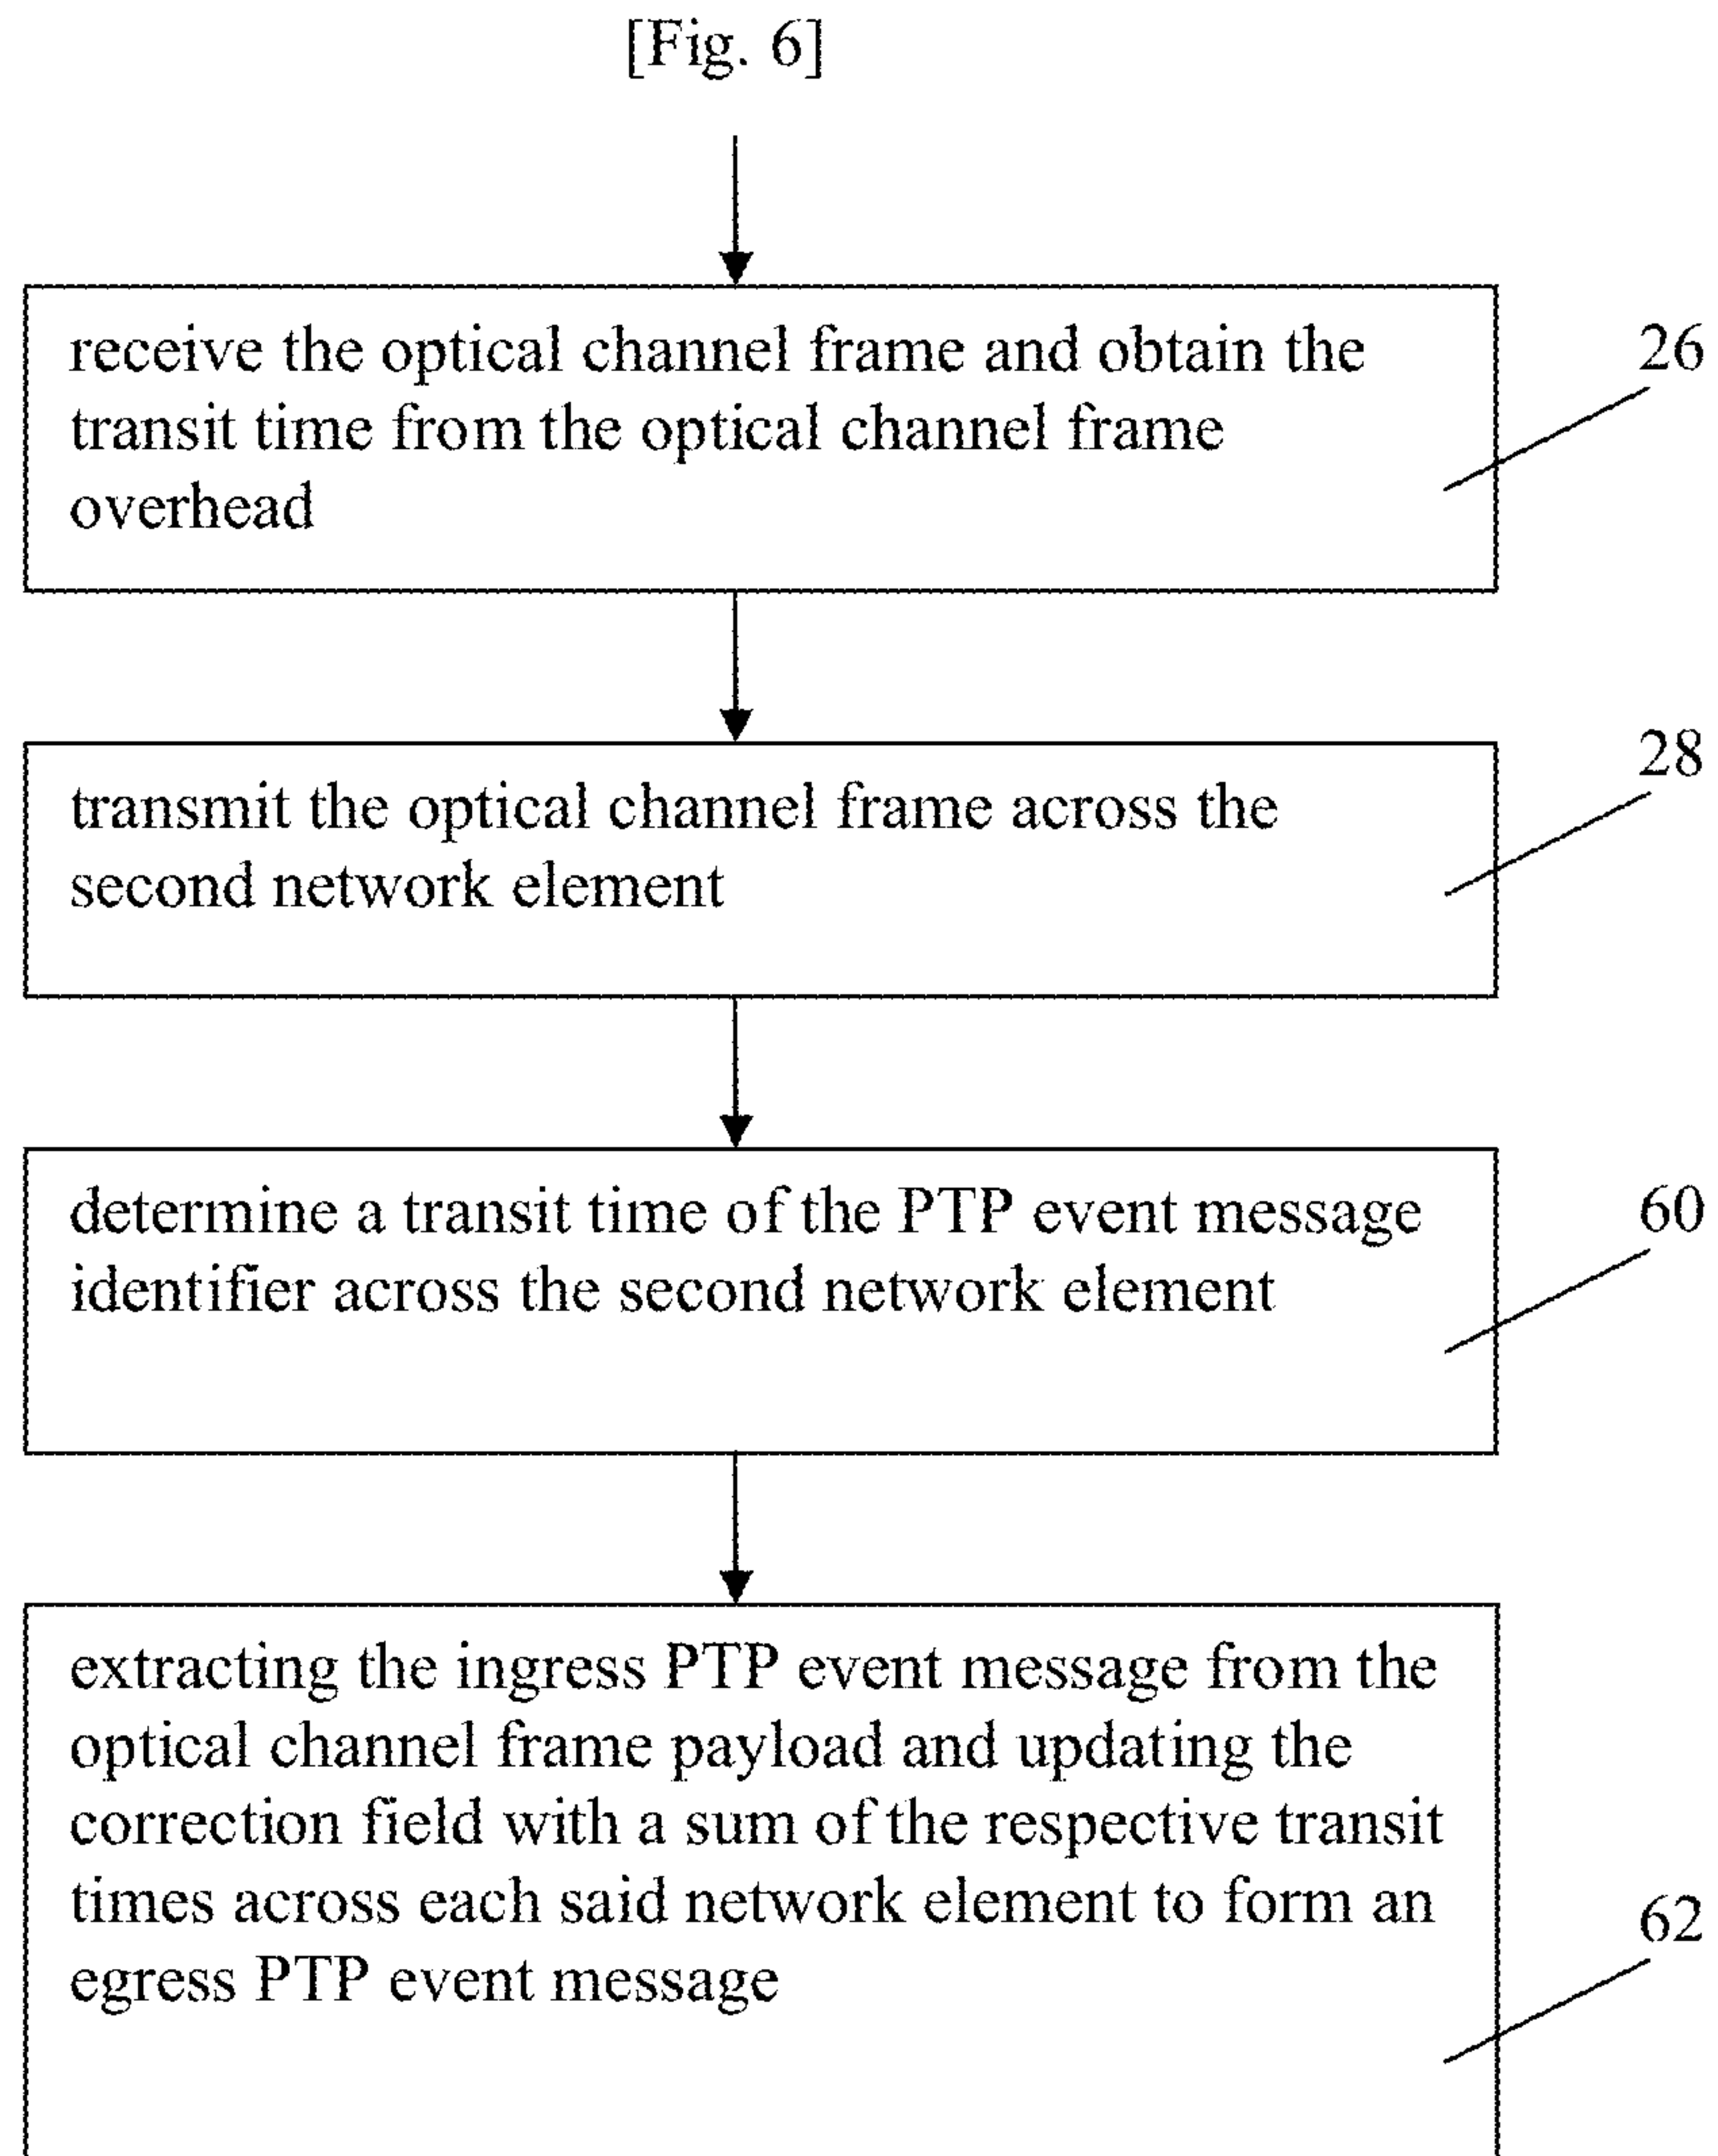 [Fig. 6]
receive the optical channel frame and obtain the
transit time from the optical channel frame
overhead
26
transmit the optical channel frame across the
second network element
28
determine a transit time of the PTP event message
identifier across the second network element
60
extracting the ingress PTP event message from the
optical channel frame payload and updating the
correction field with a sum of the respective transit
times across each said network element to form an
egress PTP event message
62